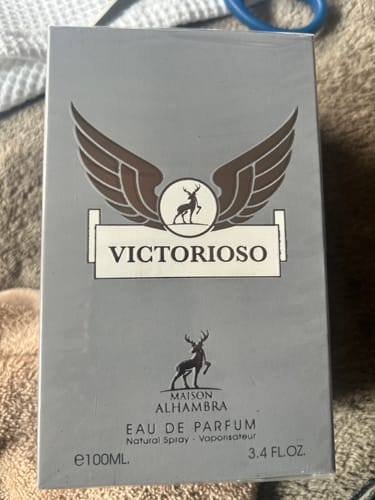 VICTORIOSO
MAISON
ALHAMBRA
EAU DE PARFUM
Natural Spray - Vaporisateur
℮100ML. 3.4 FL.OZ.